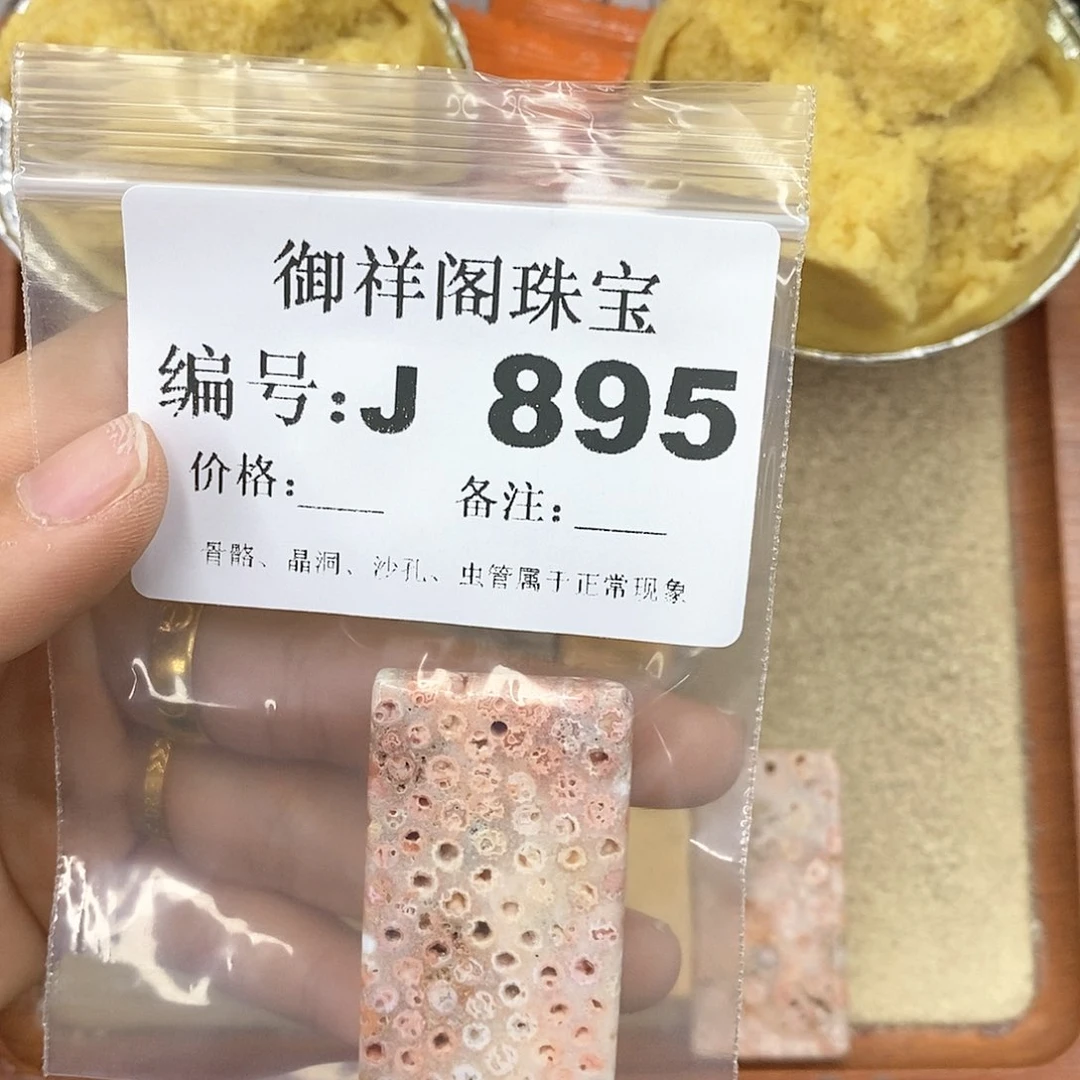 御祥阁珠宝
编号:J 895
价格:____ 备注:____
骨骼、晶洞、沙孔、虫管属于正常现象